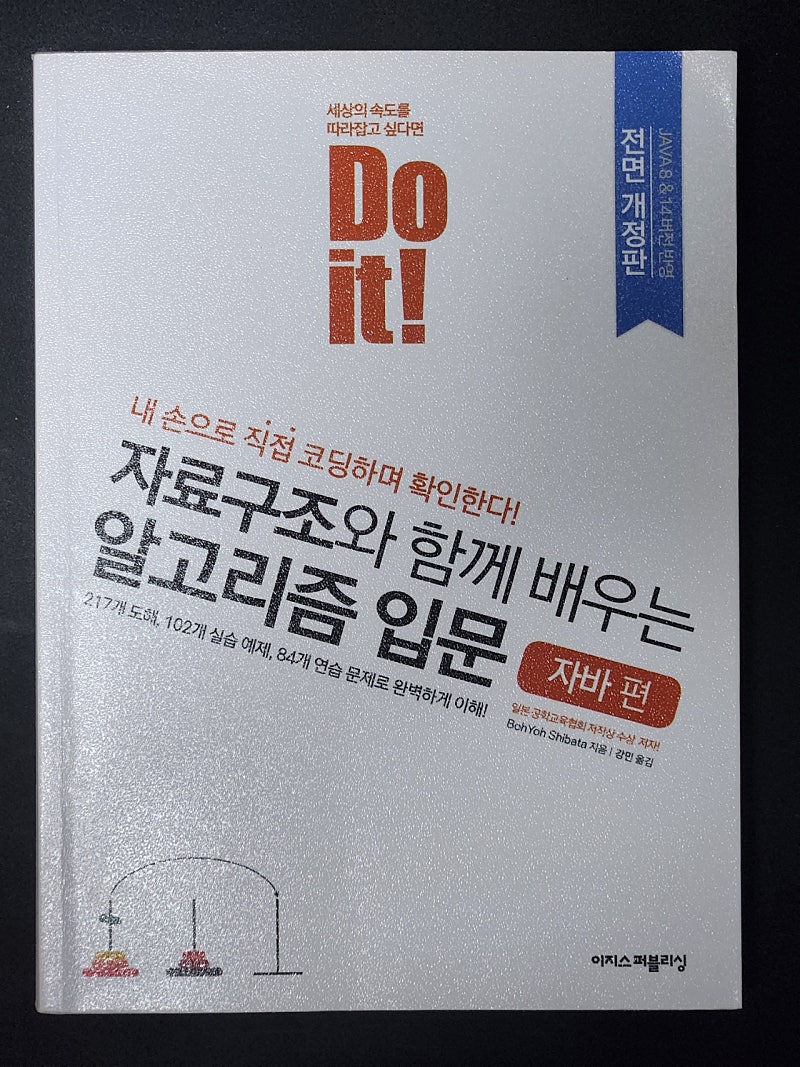 세상의 속도를
따라잡고 싶다면
Do
it!
JAVA 8 & 14 버전 반영
전면 개정판
내 손으로 직접 코딩하며 확인한다!
자료구조와 함께 배우는
알고리즘 입문
자바 편
217개 도해, 102개 실습 예제, 84개 연습 문제로 완벽하게 이해!
일본 공학교육협회 저작상 수상 저자!
BohYoh Shibata 지음 | 강민 옮김
이지스퍼블리싱